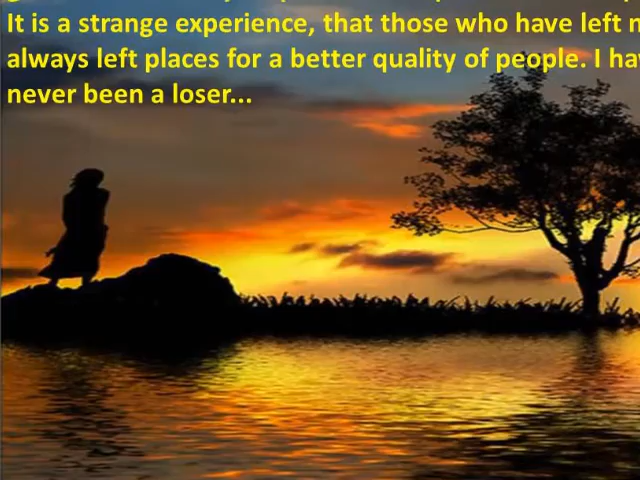 It is a strange experience, that those who have left
always left places for a better quality of people. I
never been a loser...